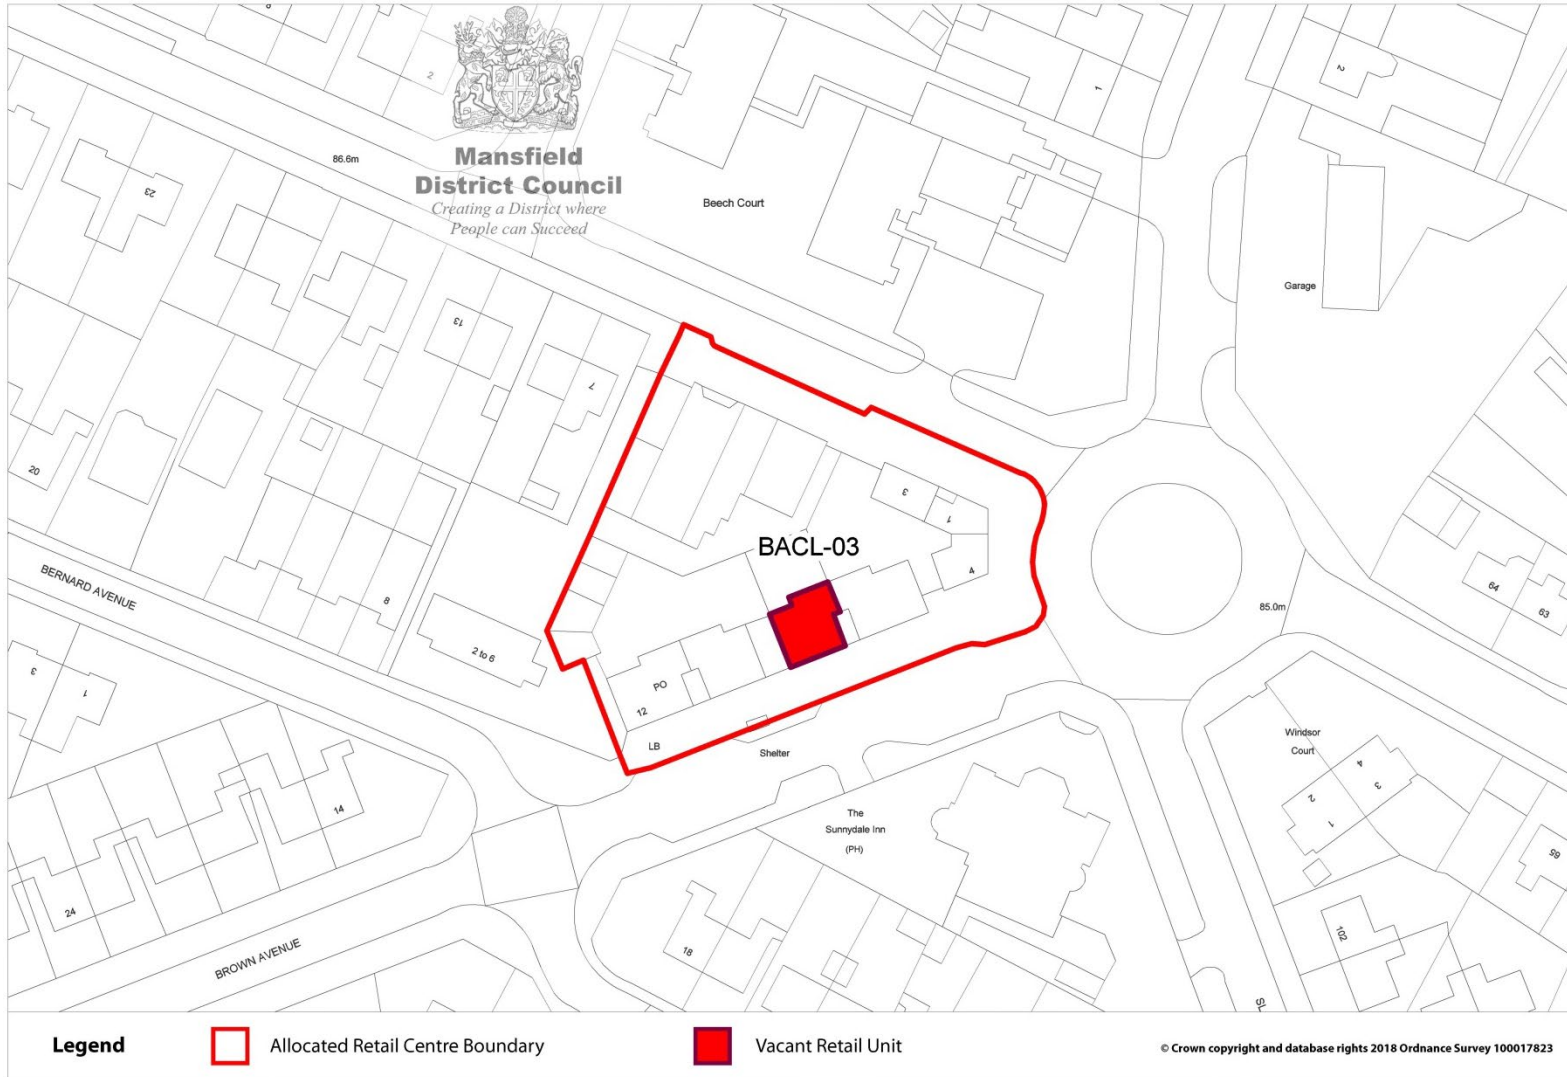 2
Mansfield
District Council
Creating a District where
People can Succeed
86.6m
Beech Court
1
2
23
13
7
Garage
20
3
1
BACL-03
4
BERNARD AVENUE
8
2 to 6
PO
12
LB
Shelter
85.0m
64
63
3
1
14
24
BROWN AVENUE
The
Sunnydale Inn
(PH)
18
Windsor
Court
4
3
2
1
65
102
SL
Legend
Allocated Retail Centre Boundary
Vacant Retail Unit
© Crown copyright and database rights 2018 Ordnance Survey 100017823